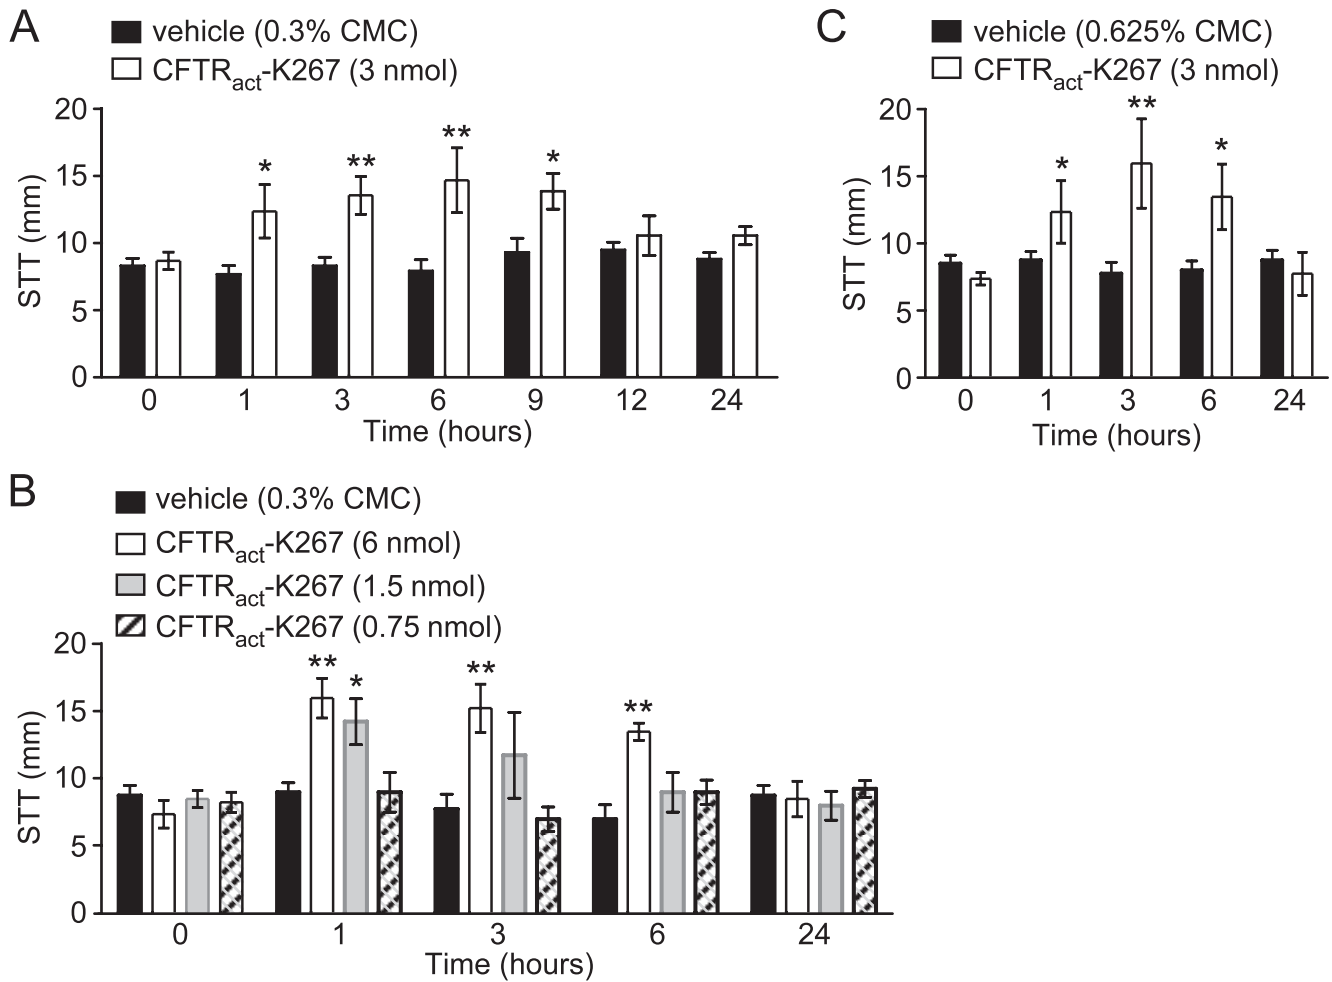 A
vehicle (0.3% CMC)
CFTRact-K267 (3 nmol)
20
15
10
5
0
STT (mm)
* ** ** *
0 1 3 6 9 12 24
Time (hours)
C
vehicle (0.625% CMC)
CFTRact-K267 (3 nmol)
20
15
10
5
0
STT (mm)
* ** *
0 1 3 6 24
Time (hours)
B
vehicle (0.3% CMC)
CFTRact-K267 (6 nmol)
CFTRact-K267 (1.5 nmol)
CFTRact-K267 (0.75 nmol)
20
15
10
5
0
STT (mm)
** * ** **
0 1 3 6 24
Time (hours)